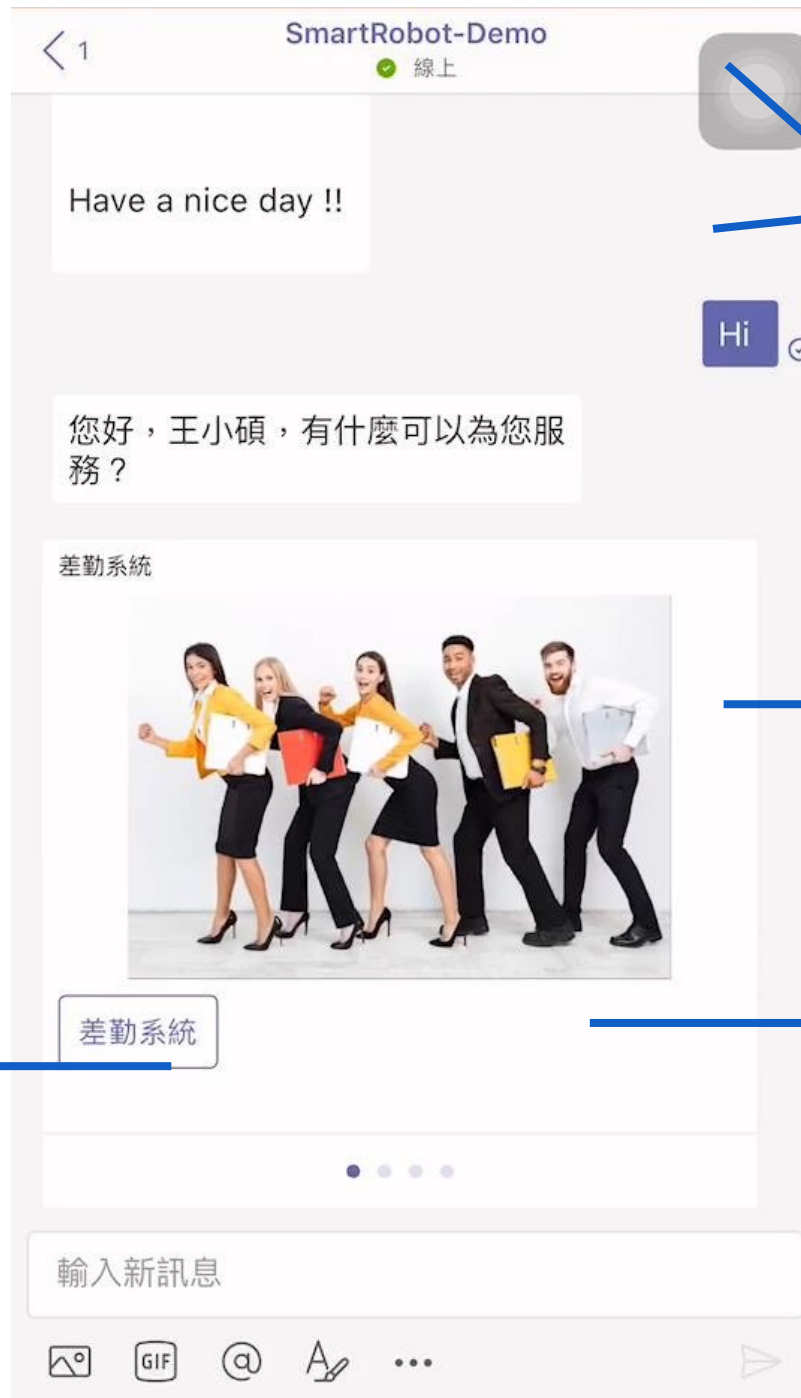 1
SmartRobot-Demo
線上
Have a nice day !!
Hi
您好，王小碩，有什麼可以為您服
務？
差勤系統
差勤系統
輸入新訊息
GIF